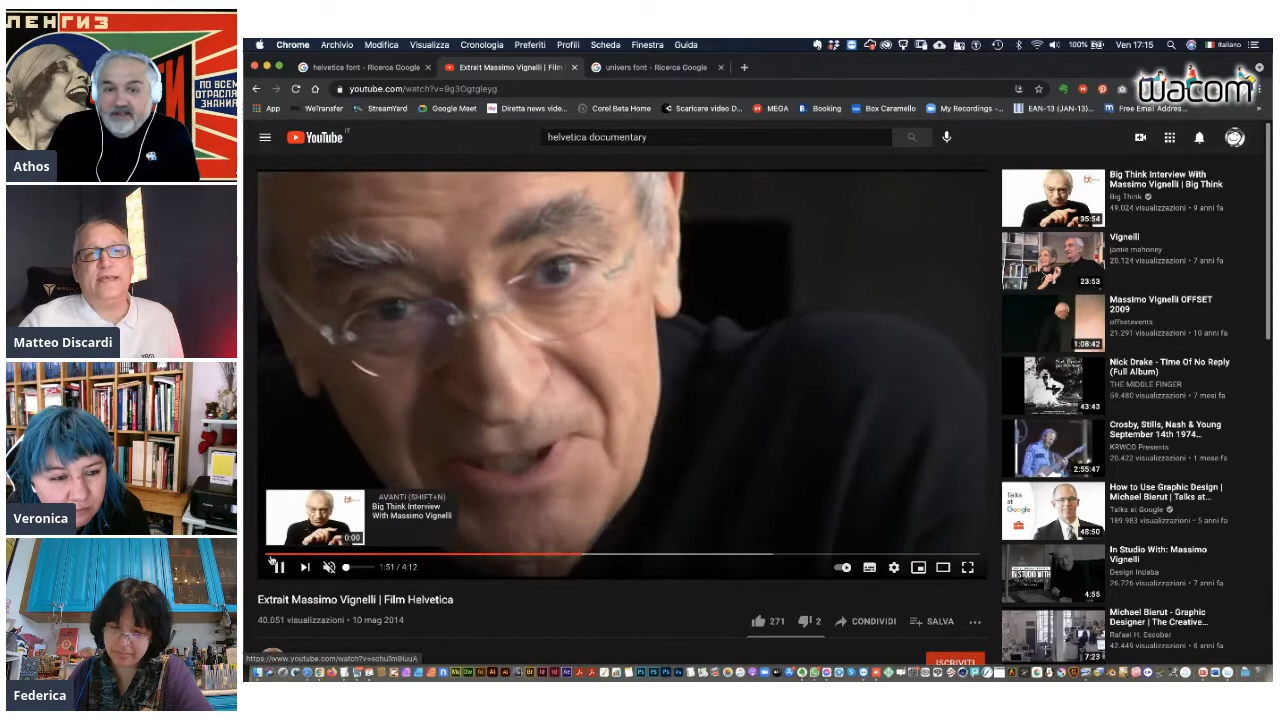 ЛЕНГИЗ
ПО ВСЕМ
ОТРАСЛЯ
ЗНАНИЯ
Athos
Matteo Discardi
Veronica
Federica
Chrome Archivio Modifica Visualizza Cronologia Preferiti Profili Scheda Finestra Guida
100% Ven 17:15 Italiano
helvetica font - Ricerca Google
Extrait Massimo Vignelli | Film
univers font - Ricerca Google
youtube.com/watch?v=9g3Ogtgleyg
wacom
App WeTransfer StreamYard Google Meet Diretta news vide... Corel Beta Home Scaricare video D... MEGA Booking Box Caramello My Recordings -... EAN-13 (JAN-13)... Free Email Addres...
YouTube IT
helvetica documentary
AVANTI (SHIFT+N)
Big Think Interview
With Massimo Vignelli
0:00
1:51 / 4:12
Extrait Massimo Vignelli | Film Helvetica
40.051 visualizzazioni • 10 mag 2014
271 2 CONDIVIDI SALVA
ISCRIVITI
Big Think Interview With
Massimo Vignelli | Big Think
Big Think
49.024 visualizzazioni • 9 anni fa
35:54
Vignelli
jamie mahoney
20.124 visualizzazioni • 7 anni fa
23:53
Massimo Vignelli OFFSET
2009
offsetevents
21.291 visualizzazioni • 10 anni fa
1:08:42
Nick Drake - Time Of No Reply
(Full Album)
THE MIDDLE FINGER
59.480 visualizzazioni • 7 mesi fa
43:43
Crosby, Stills, Nash & Young
September 14th 1974...
KRWCO Presents
20.422 visualizzazioni • 1 mese fa
2:55:47
How to Use Graphic Design |
Michael Bierut | Talks at...
Talks at Google
189.983 visualizzazioni • 5 anni fa
Talks at
Google
48:50
In Studio With: Massimo
Vignelli
Design Indaba
26.726 visualizzazioni • 7 anni fa
IN STUDIO WITH
4:55
Michael Bierut - Graphic
Designer | The Creative...
Rafael H. Escobar
42.449 visualizzazioni • 6 anni fa
7:23